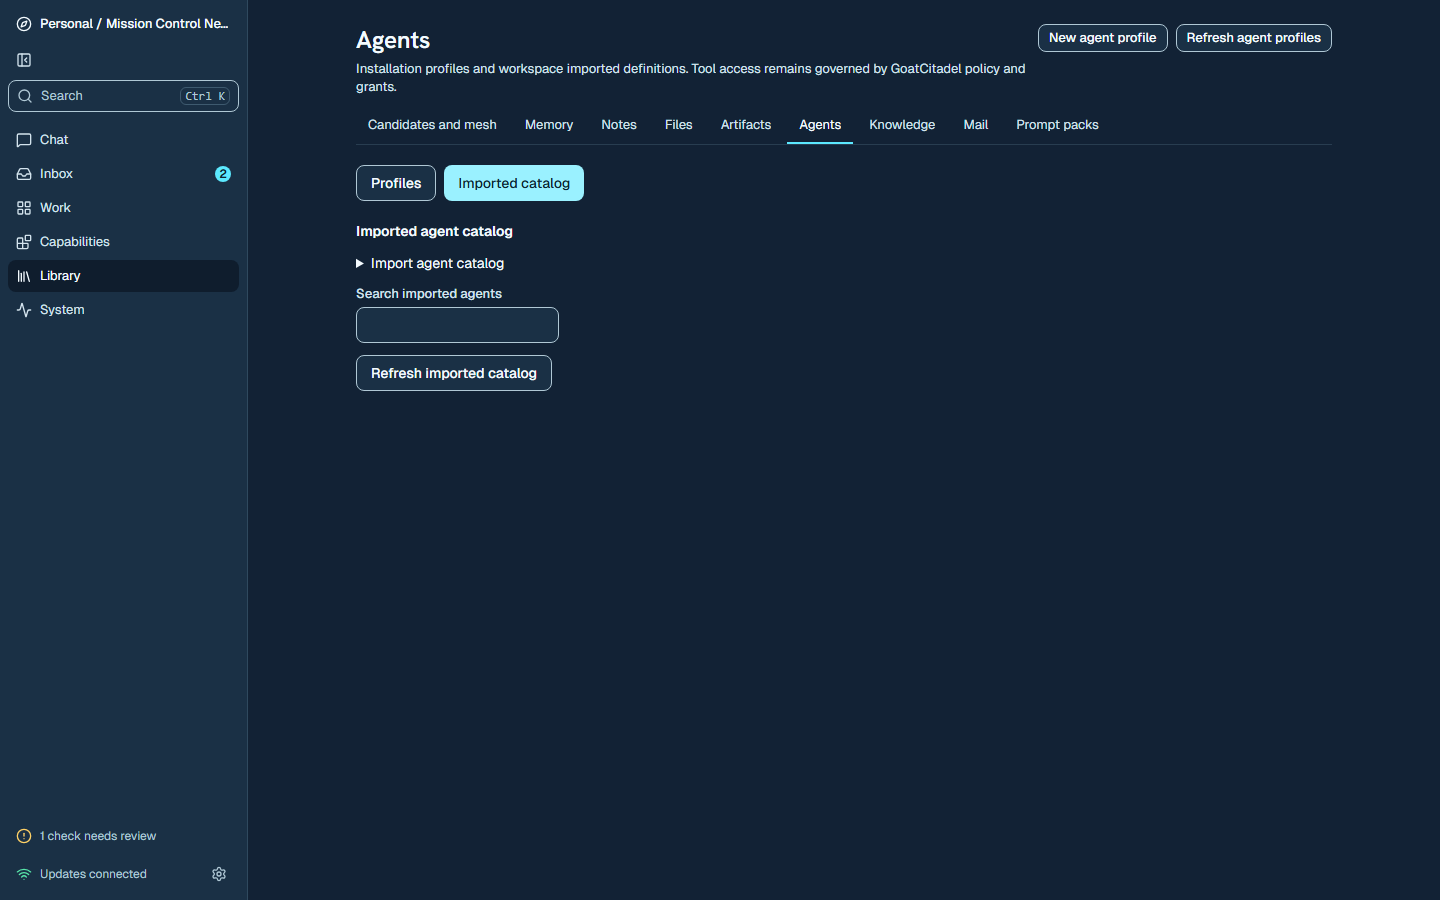 Personal / Mission Control Ne...
Search
Ctrl K
Chat
Inbox
2
Work
Capabilities
Library
System
1 check needs review
Updates connected
Agents
New agent profile
Refresh agent profiles
Installation profiles and workspace imported definitions. Tool access remains governed by GoatCitadel policy and
grants.
Candidates and mesh
Memory
Notes
Files
Artifacts
Agents
Knowledge
Mail
Prompt packs
Profiles
Imported catalog
Imported agent catalog
Import agent catalog
Search imported agents
Refresh imported catalog